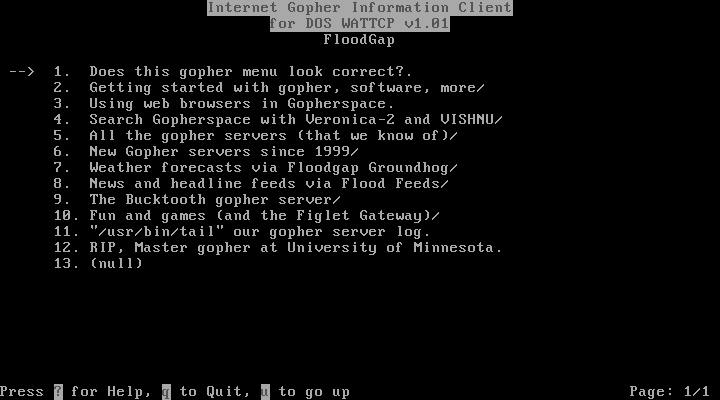 Internet Gopher Information Client
for DOS WATTCP v1.01
FloodGap
--> 1. Does this gopher menu look correct?.
2. Getting started with gopher, software, more/
3. Using web browsers in Gopherspace.
4. Search Gopherspace with Veronica-2 and VISHNU/
5. All the gopher servers (that we know of)/
6. New Gopher servers since 1999/
7. Weather forecasts via Floodgap Groundhog/
8. News and headline feeds via Flood Feeds/
9. The Bucktooth gopher server/
10. Fun and games (and the Figlet Gateway)/
11. "/usr/bin/tail" our gopher server log.
12. RIP, Master gopher at University of Minnesota.
13. (null)
Press ? for Help, q to Quit, u to go up Page: 1/1